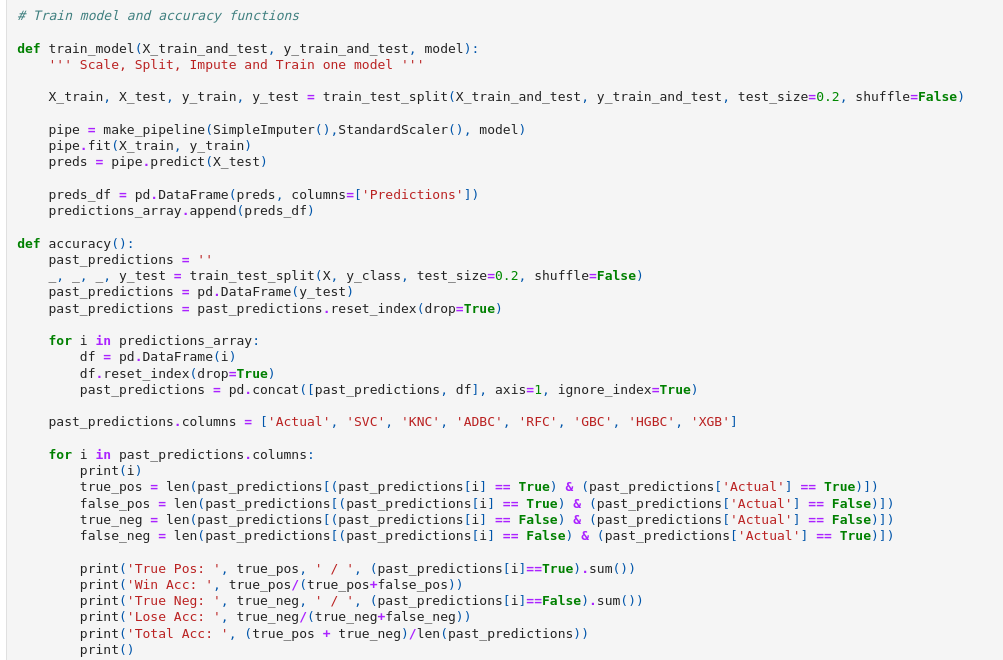 # Train model and accuracy functions

def train_model(X_train_and_test, y_train_and_test, model):
    ''' Scale, Split, Impute and Train one model '''

    X_train, X_test, y_train, y_test = train_test_split(X_train_and_test, y_train_and_test, test_size=0.2, shuffle=False)

    pipe = make_pipeline(SimpleImputer(),StandardScaler(), model)
    pipe.fit(X_train, y_train)
    preds = pipe.predict(X_test)

    preds_df = pd.DataFrame(preds, columns=['Predictions'])
    predictions_array.append(preds_df)

def accuracy():
    past_predictions = ''
    _, _, _, y_test = train_test_split(X, y_class, test_size=0.2, shuffle=False)
    past_predictions = pd.DataFrame(y_test)
    past_predictions = past_predictions.reset_index(drop=True)

    for i in predictions_array:
        df = pd.DataFrame(i)
        df.reset_index(drop=True)
        past_predictions = pd.concat([past_predictions, df], axis=1, ignore_index=True)

    past_predictions.columns = ['Actual', 'SVC', 'KNC', 'ADBC', 'RFC', 'GBC', 'HGBC', 'XGB']

    for i in past_predictions.columns:
        print(i)
        true_pos = len(past_predictions[(past_predictions[i] == True) & (past_predictions['Actual'] == True)])
        false_pos = len(past_predictions[(past_predictions[i] == True) & (past_predictions['Actual'] == False)])
        true_neg = len(past_predictions[(past_predictions[i] == False) & (past_predictions['Actual'] == False)])
        false_neg = len(past_predictions[(past_predictions[i] == False) & (past_predictions['Actual'] == True)])

        print('True Pos: ', true_pos, ' / ', (past_predictions[i]==True).sum())
        print('Win Acc: ', true_pos/(true_pos+false_pos))
        print('True Neg: ', true_neg, ' / ', (past_predictions[i]==False).sum())
        print('Lose Acc: ', true_neg/(true_neg+false_neg))
        print('Total Acc: ', (true_pos + true_neg)/len(past_predictions))
        print()